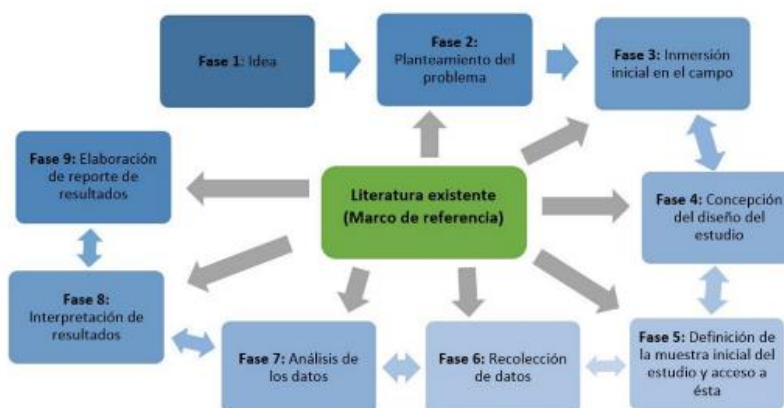 Fase 1: Idea
Fase 2:
Planteamiento del
problema
Fase 3: Inmersión
inicial en el campo
Fase 9: Elaboración
de reporte de
resultados
Literatura existente
(Marco de referencia)
Fase 4: Concepción
del diseño del
estudio
Fase 8:
Interpretación de
resultados
Fase 7: Análisis de
los datos
Fase 6: Recolección
de datos
Fase 5: Definición de
la muestra inicial del
estudio y acceso a
ésta